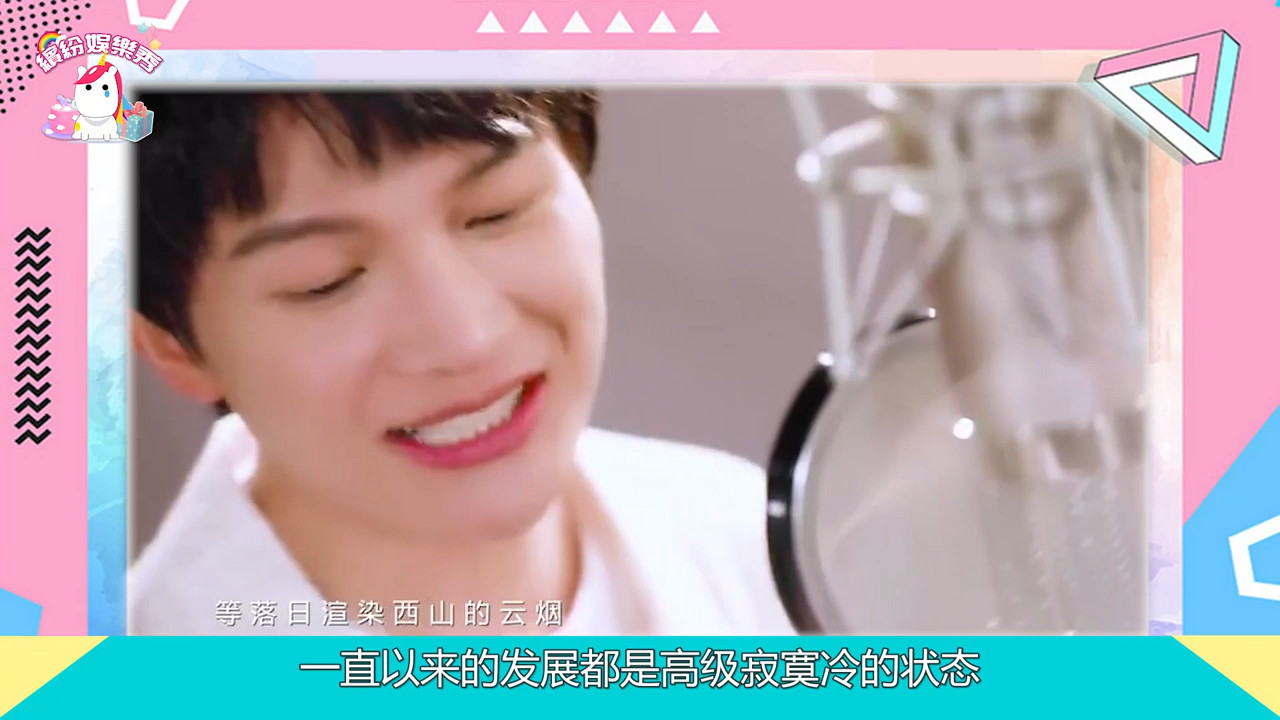 繽紛娛樂秀
等落日渲染西山的云烟
一直以来的发展都是高级寂寞冷的状态